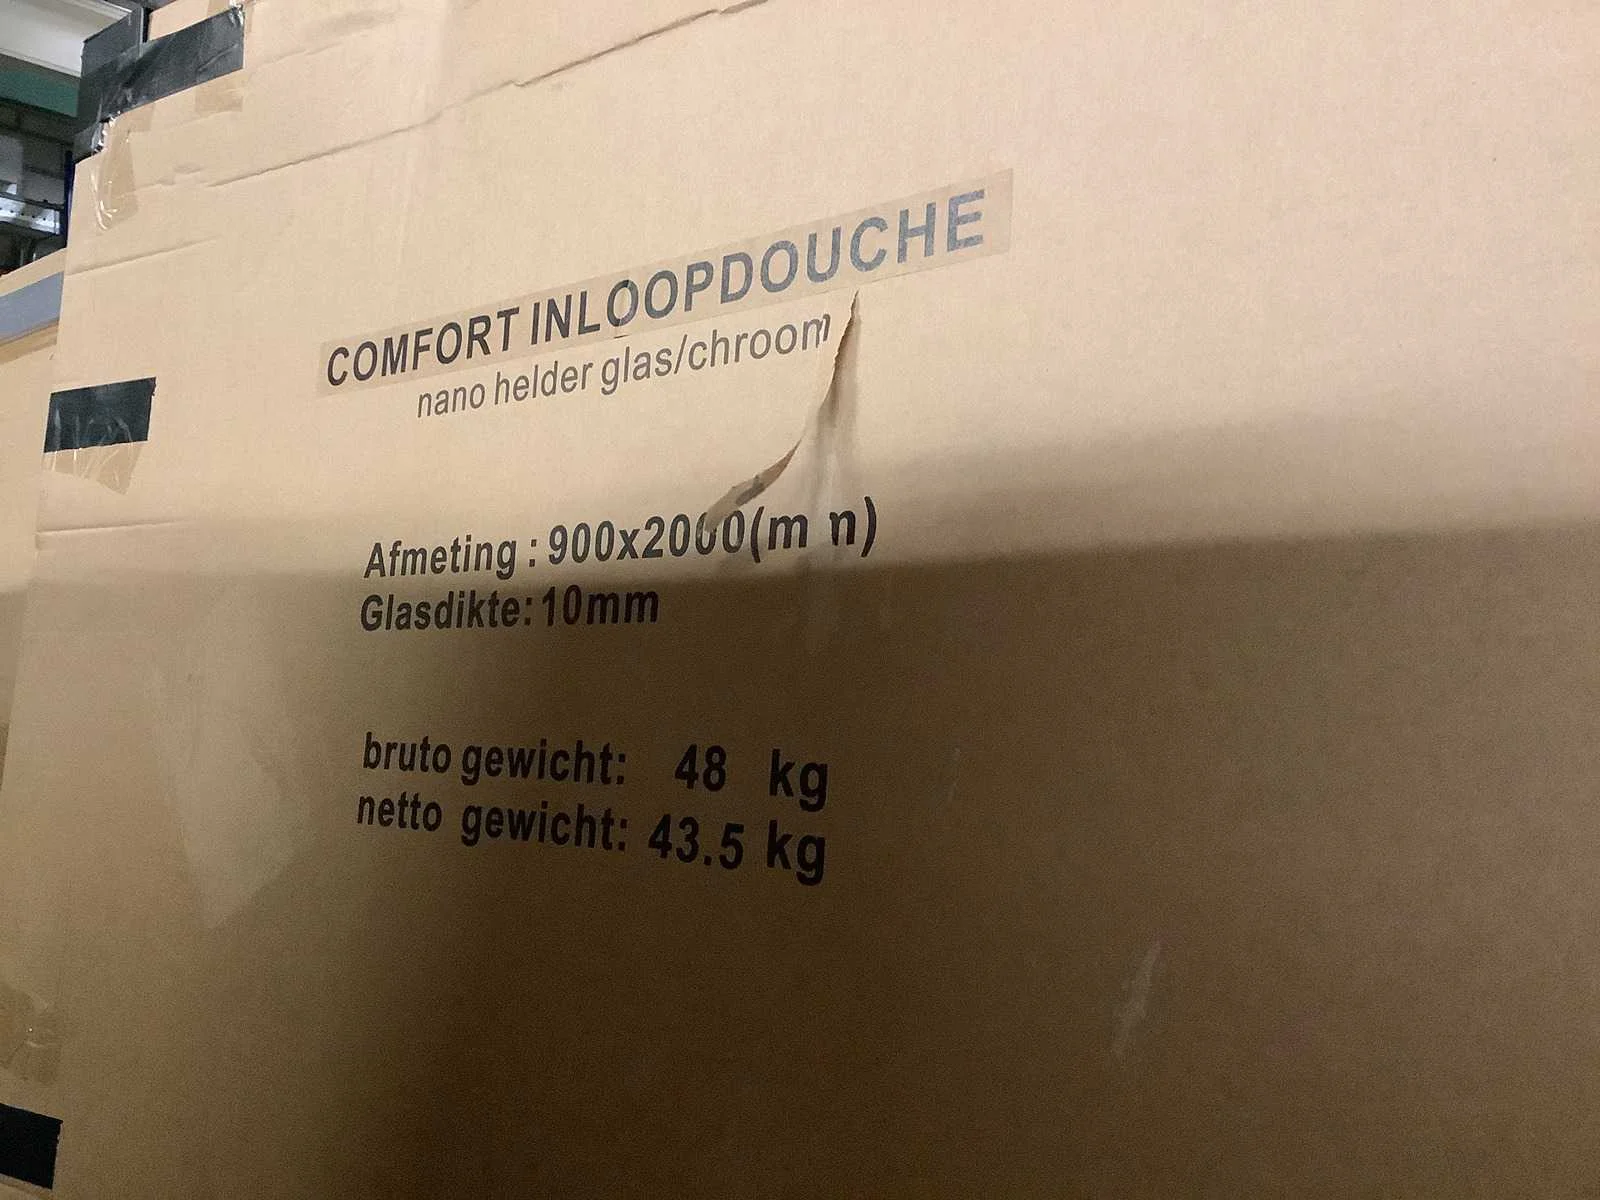 COMFORT INLOOPDOUCHE
nano helder glas/chroom
Afmeting : 900x2000(m n)
Glasdikte: 10mm
bruto gewicht: 48 kg
netto gewicht: 43.5 kg